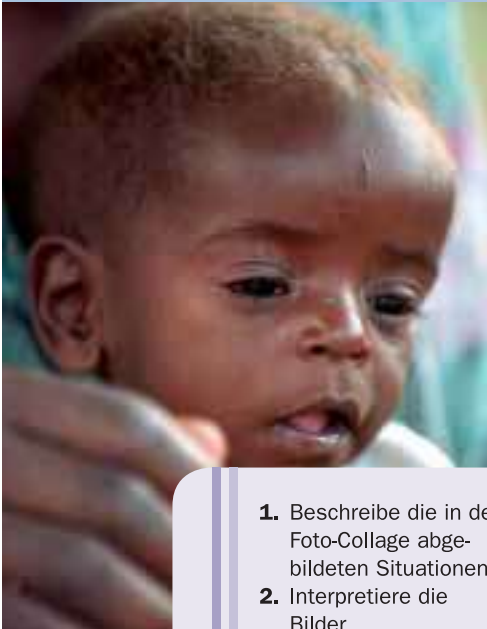 1. Beschreibe die in de
Foto-Collage abge-
bildeten Situationen
2. Interpretiere die
Bilder